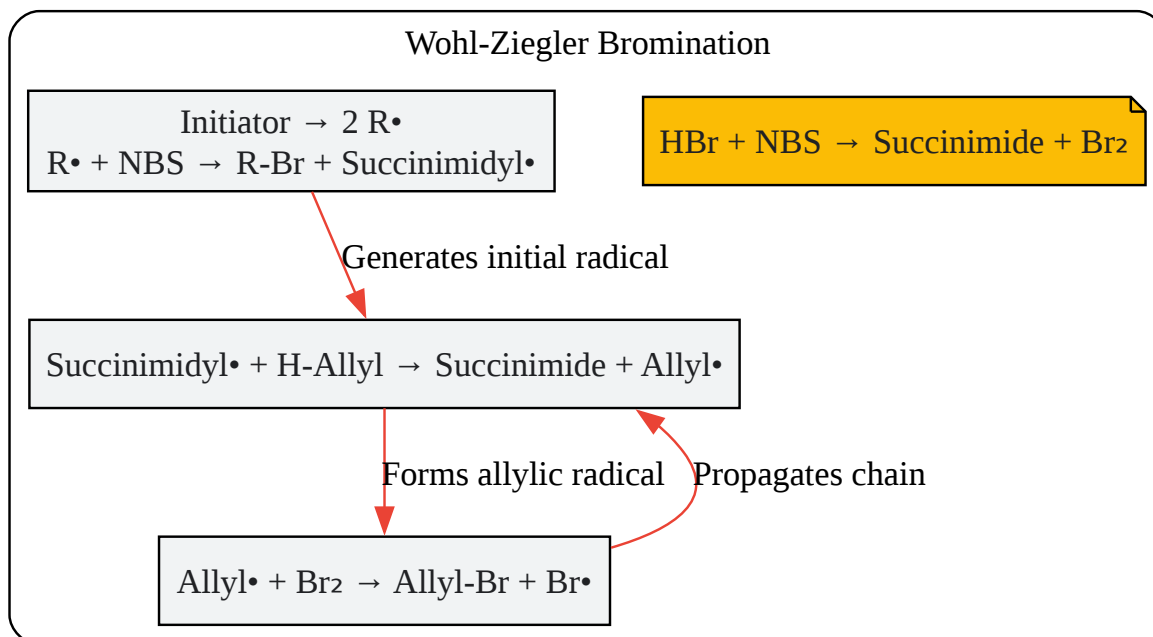 Wohl-Ziegler Bromination
Initiator → 2 R•
R• + NBS → R-Br + Succinimidyl•
HBr + NBS → Succinimide + Br₂
Generates initial radical
Succinimidyl• + H-Allyl → Succinimide + Allyl•
Forms allylic radical
Propagates chain
Allyl• + Br₂ → Allyl-Br + Br•